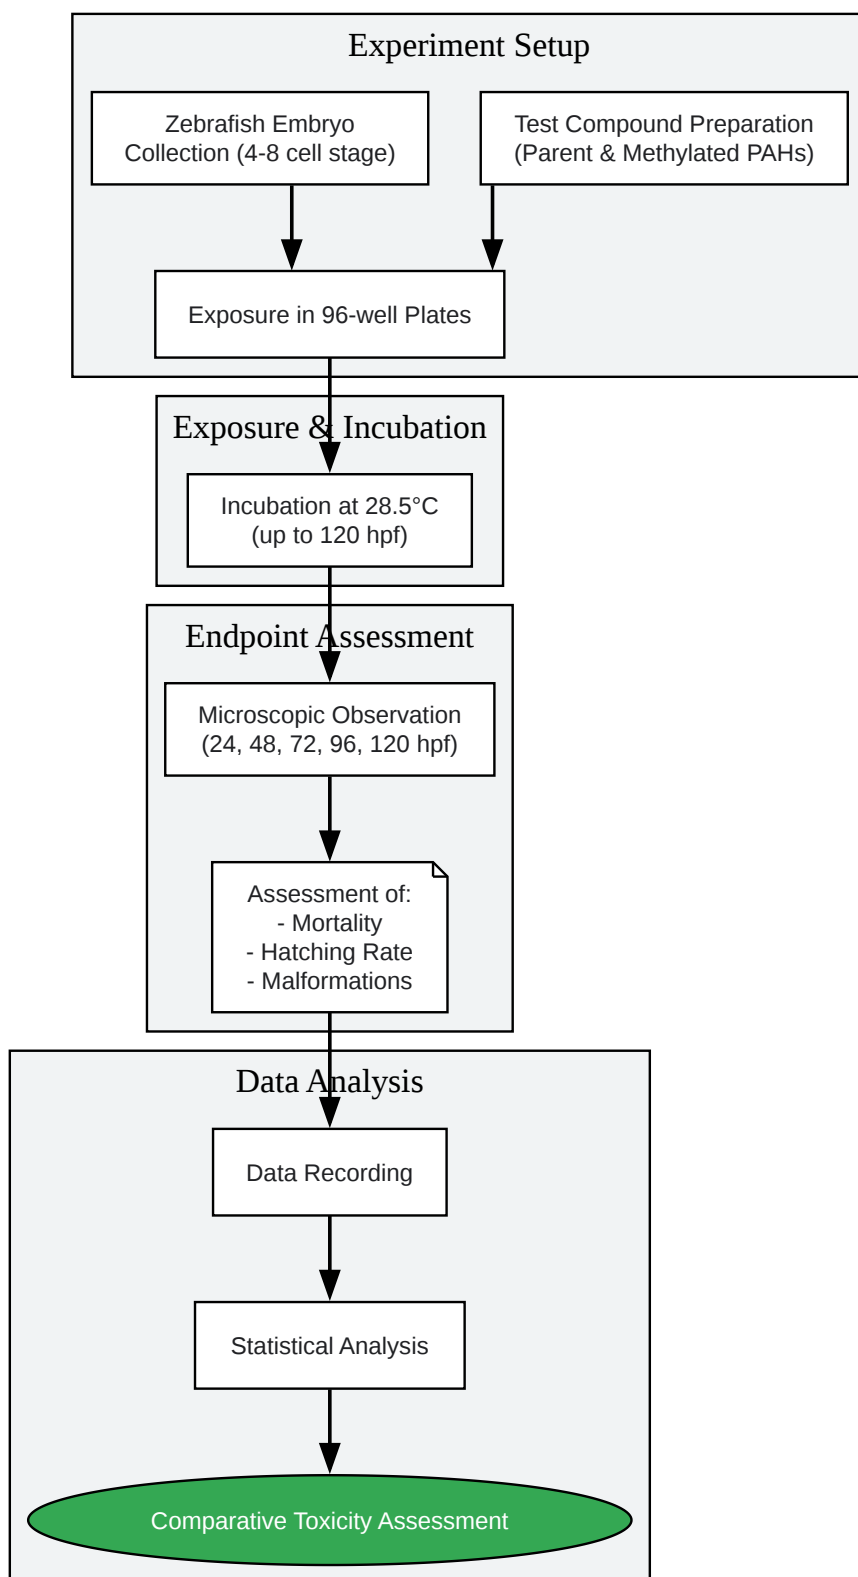 Experiment Setup
Zebrafish Embryo
Collection (4-8 cell stage)
Test Compound Preparation
(Parent & Methylated PAHs)
Exposure in 96-well Plates
Exposure & Incubation
Incubation at 28.5°C
(up to 120 hpf)
Endpoint Assessment
Microscopic Observation
(24, 48, 72, 96, 120 hpf)
Assessment of:
- Mortality
- Hatching Rate
- Malformations
Data Analysis
Data Recording
Statistical Analysis
Comparative Toxicity Assessment